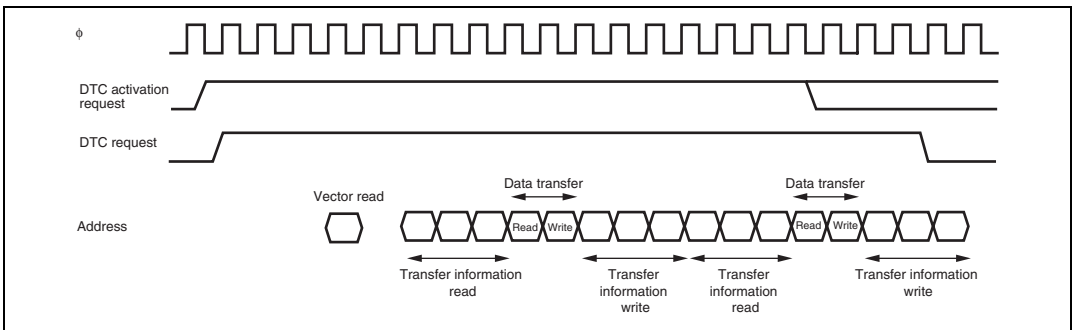 φ
DTC activation
request
DTC request
Data transfer
Data transfer
Vector read
Address
Read
Write
Read
Write
Transfer information
read
Transfer
information
write
Transfer
information
read
Transfer information
write